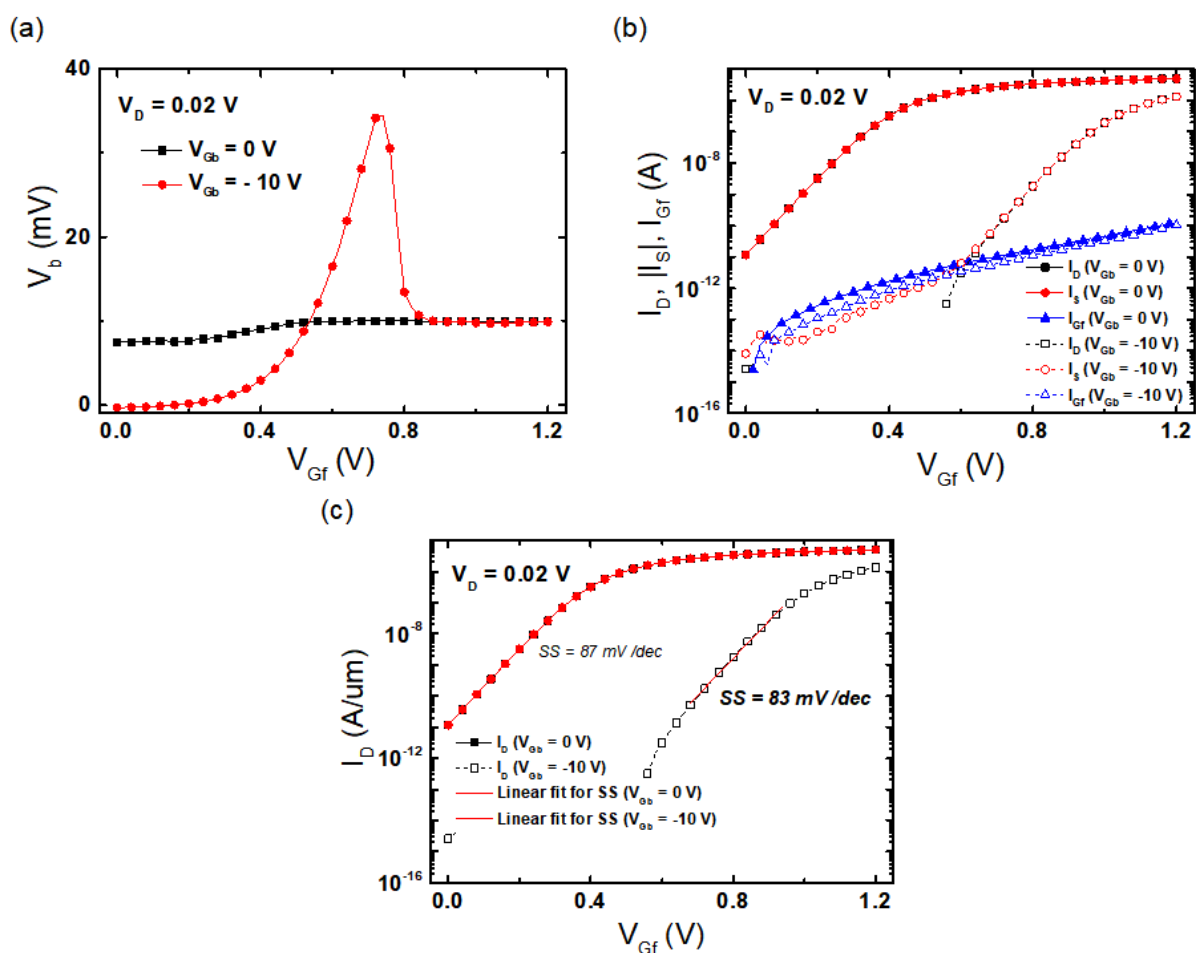 (a)
40
20
0
V_b (mV)
V_D = 0.02 V
V_Gb = 0 V
V_Gb = - 10 V
0.0 0.4 0.8 1.2
V_Gf (V)
(b)
10^-8
10^-12
10^-16
I_D, |I_S|, I_Gf (A)
V_D = 0.02 V
I_D (V_Gb = 0 V)
I_S (V_Gb = 0 V)
I_Gf (V_Gb = 0 V)
I_D (V_Gb = -10 V)
I_S (V_Gb = -10 V)
I_Gf (V_Gb = -10 V)
0.0 0.4 0.8 1.2
V_Gf (V)
(c)
10^-8
10^-12
10^-16
I_D (A/um)
V_D = 0.02 V
SS = 87 mV /dec
SS = 83 mV /dec
I_D (V_Gb = 0 V)
I_D (V_Gb = -10 V)
Linear fit for SS (V_Gb = 0 V)
Linear fit for SS (V_Gb = -10 V)
0.0 0.4 0.8 1.2
V_Gf (V)